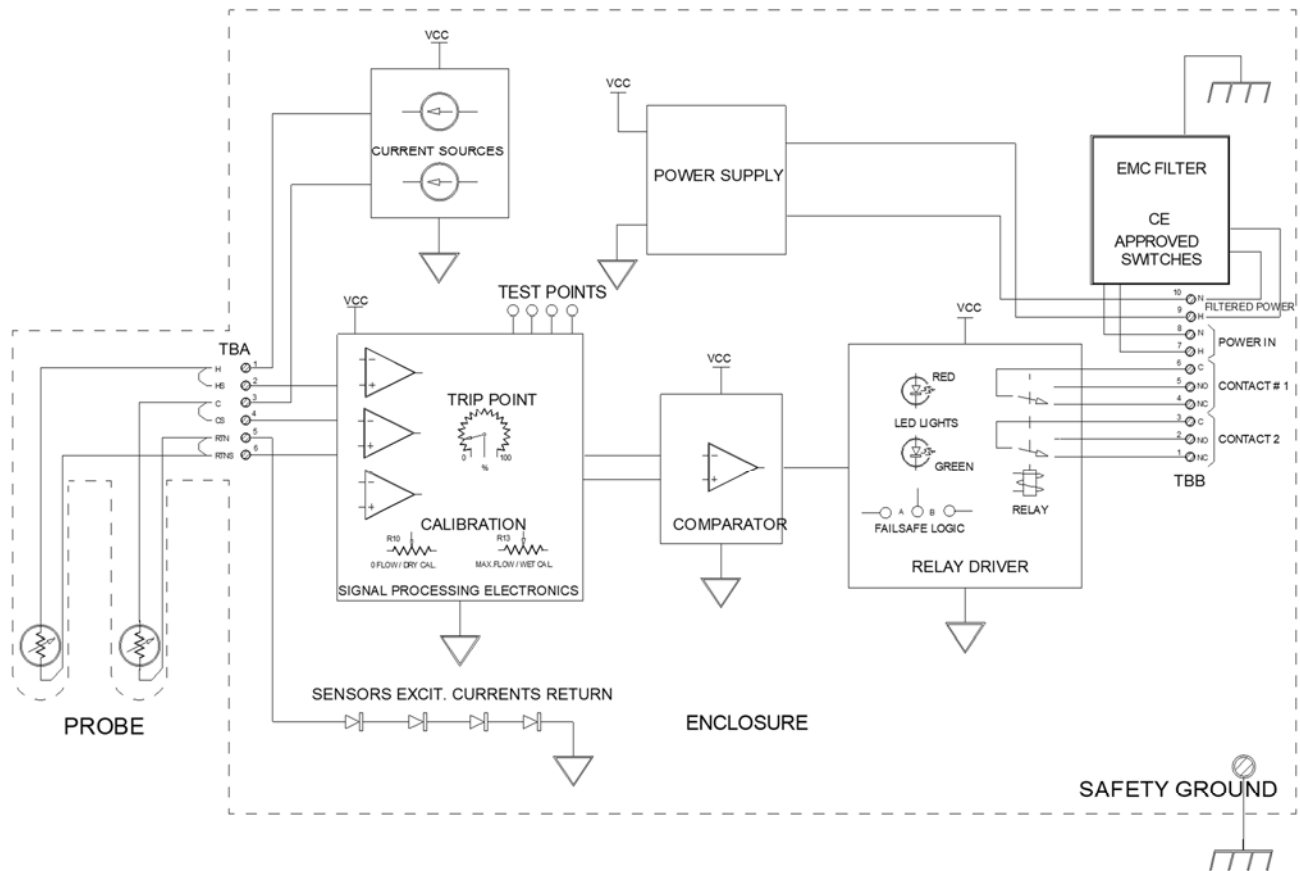 VCC
CURRENT SOURCES
VCC
POWER SUPPLY
EMC FILTER
CE
APPROVED
SWITCHES
VCC
TEST POINTS
TRIP POINT
0 100
%
CALIBRATION
R10
0 FLOW / DRY CAL.
R13
MAX. FLOW / WET CAL.
SIGNAL PROCESSING ELECTRONICS
TBA
H 1
HS 2
C 3
CS 4
RTN 5
RTNS 6
PROBE
VCC
COMPARATOR
VCC
RED
LED LIGHTS
GREEN
A B
FAILSAFE LOGIC
RELAY
RELAY DRIVER
10 N
9 H
FILTERED POWER
8 N
7 H
POWER IN
6 C
5 NO
4 NC
CONTACT # 1
3 C
2 NO
1 NC
CONTACT 2
TBB
SENSORS EXCIT. CURRENTS RETURN
ENCLOSURE
SAFETY GROUND